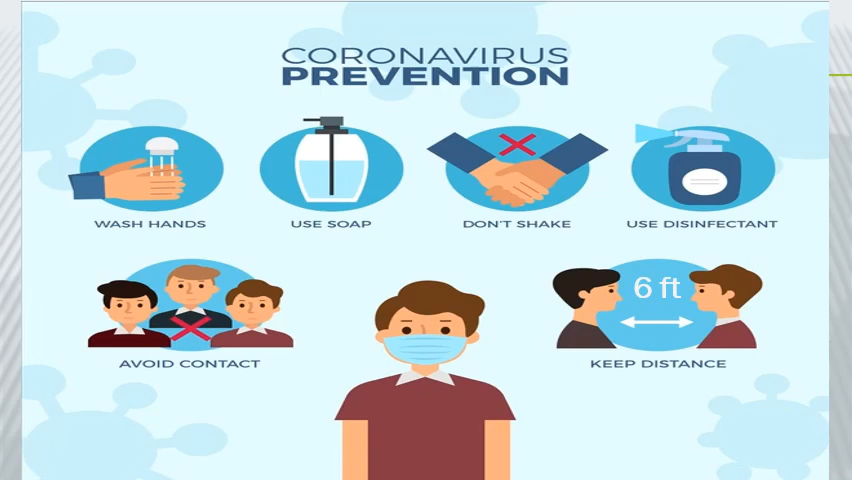 CORONAVIRUS
PREVENTION
WASH HANDS
USE SOAP
DON'T SHAKE
USE DISINFECTANT
6 ft
AVOID CONTACT
KEEP DISTANCE